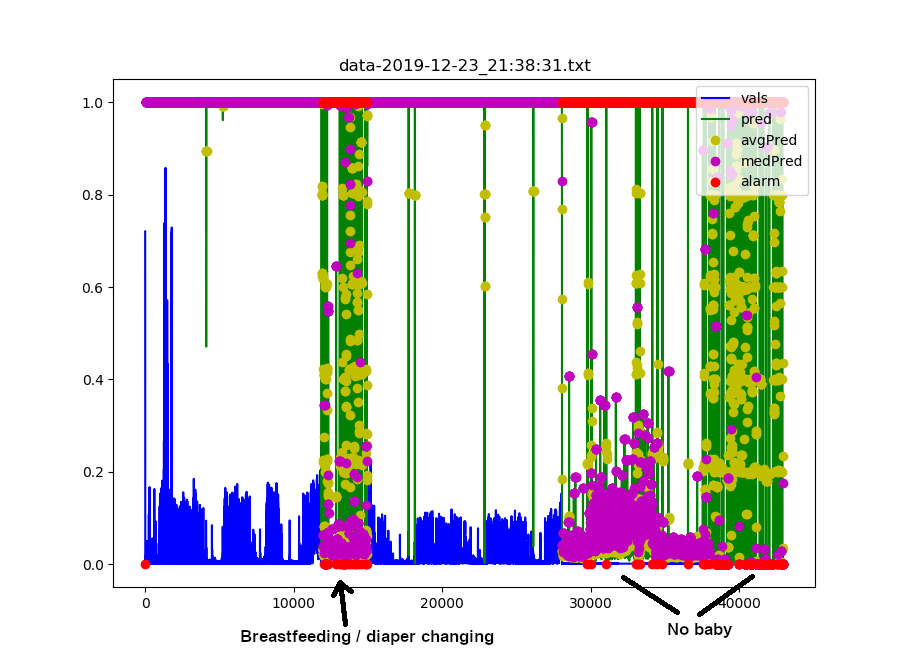 data-2019-12-23_21:38:31.txt
1.0
0.8
0.6
0.4
0.2
0.0
vals
pred
avgPred
medPred
alarm
0
10000
20000
30000
40000
Breastfeeding / diaper changing
No baby